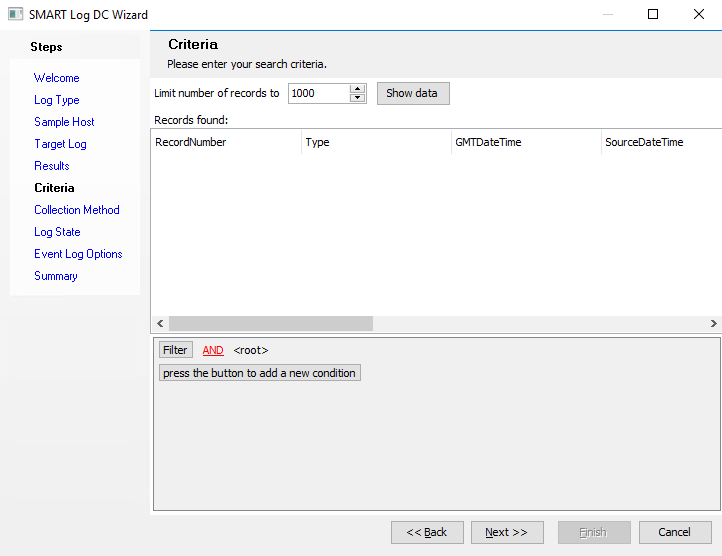 SMART Log DC Wizard
Steps
Welcome
Log Type
Sample Host
Target Log
Results
Criteria
Collection Method
Log State
Event Log Options
Summary
Criteria
Please enter your search criteria.
Limit number of records to 1000 Show data
Records found:
RecordNumber Type GMTDateTime SourceDateTime
Filter AND <root>
press the button to add a new condition
<< Back Next >> Finish Cancel